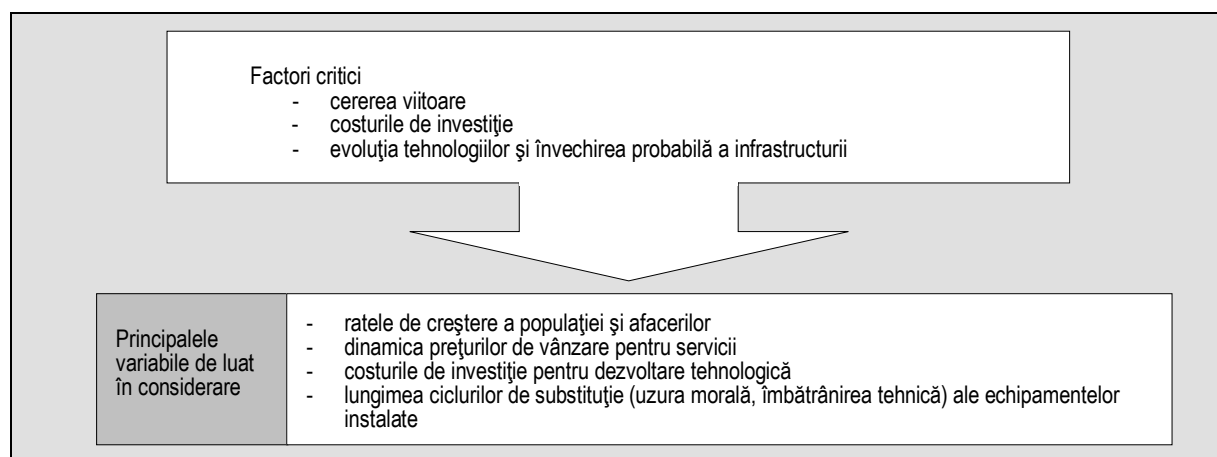 Factori critici
- cererea viitoare
- costurile de investiţie
- evoluţia tehnologiilor şi învechirea probabilă a infrastructurii
Principalele
variabile de luat
în considerare
- ratele de creştere a populaţiei şi afacerilor
- dinamica preţurilor de vânzare pentru servicii
- costurile de investiţie pentru dezvoltare tehnologică
- lungimea ciclurilor de substituţie (uzura morală, îmbătrânirea tehnică) ale echipamentelor
instalate